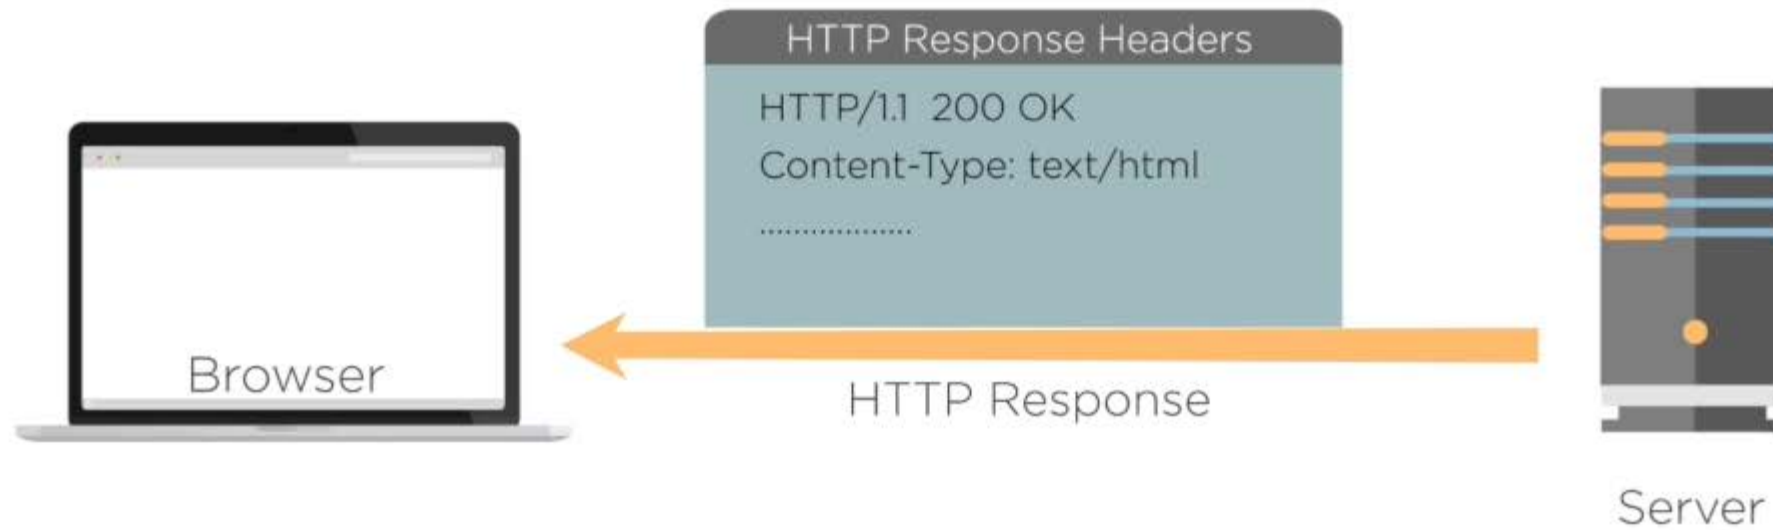 HTTP Response Headers
HTTP/1.1 200 OK
Content-Type: text/html
..................
Browser
HTTP Response
Server